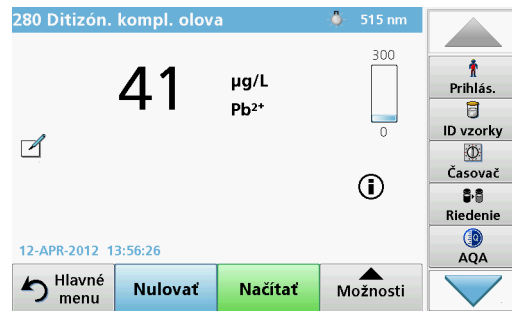 280 Ditizón. kompl. olova
515 nm
41
µg/L
Pb²⁺
300
0
12-APR-2012 13:56:26
Hlavné
menu
Nulovať
Načítať
Možnosti
Prihlás.
ID vzorky
Časovač
Riedenie
AQA